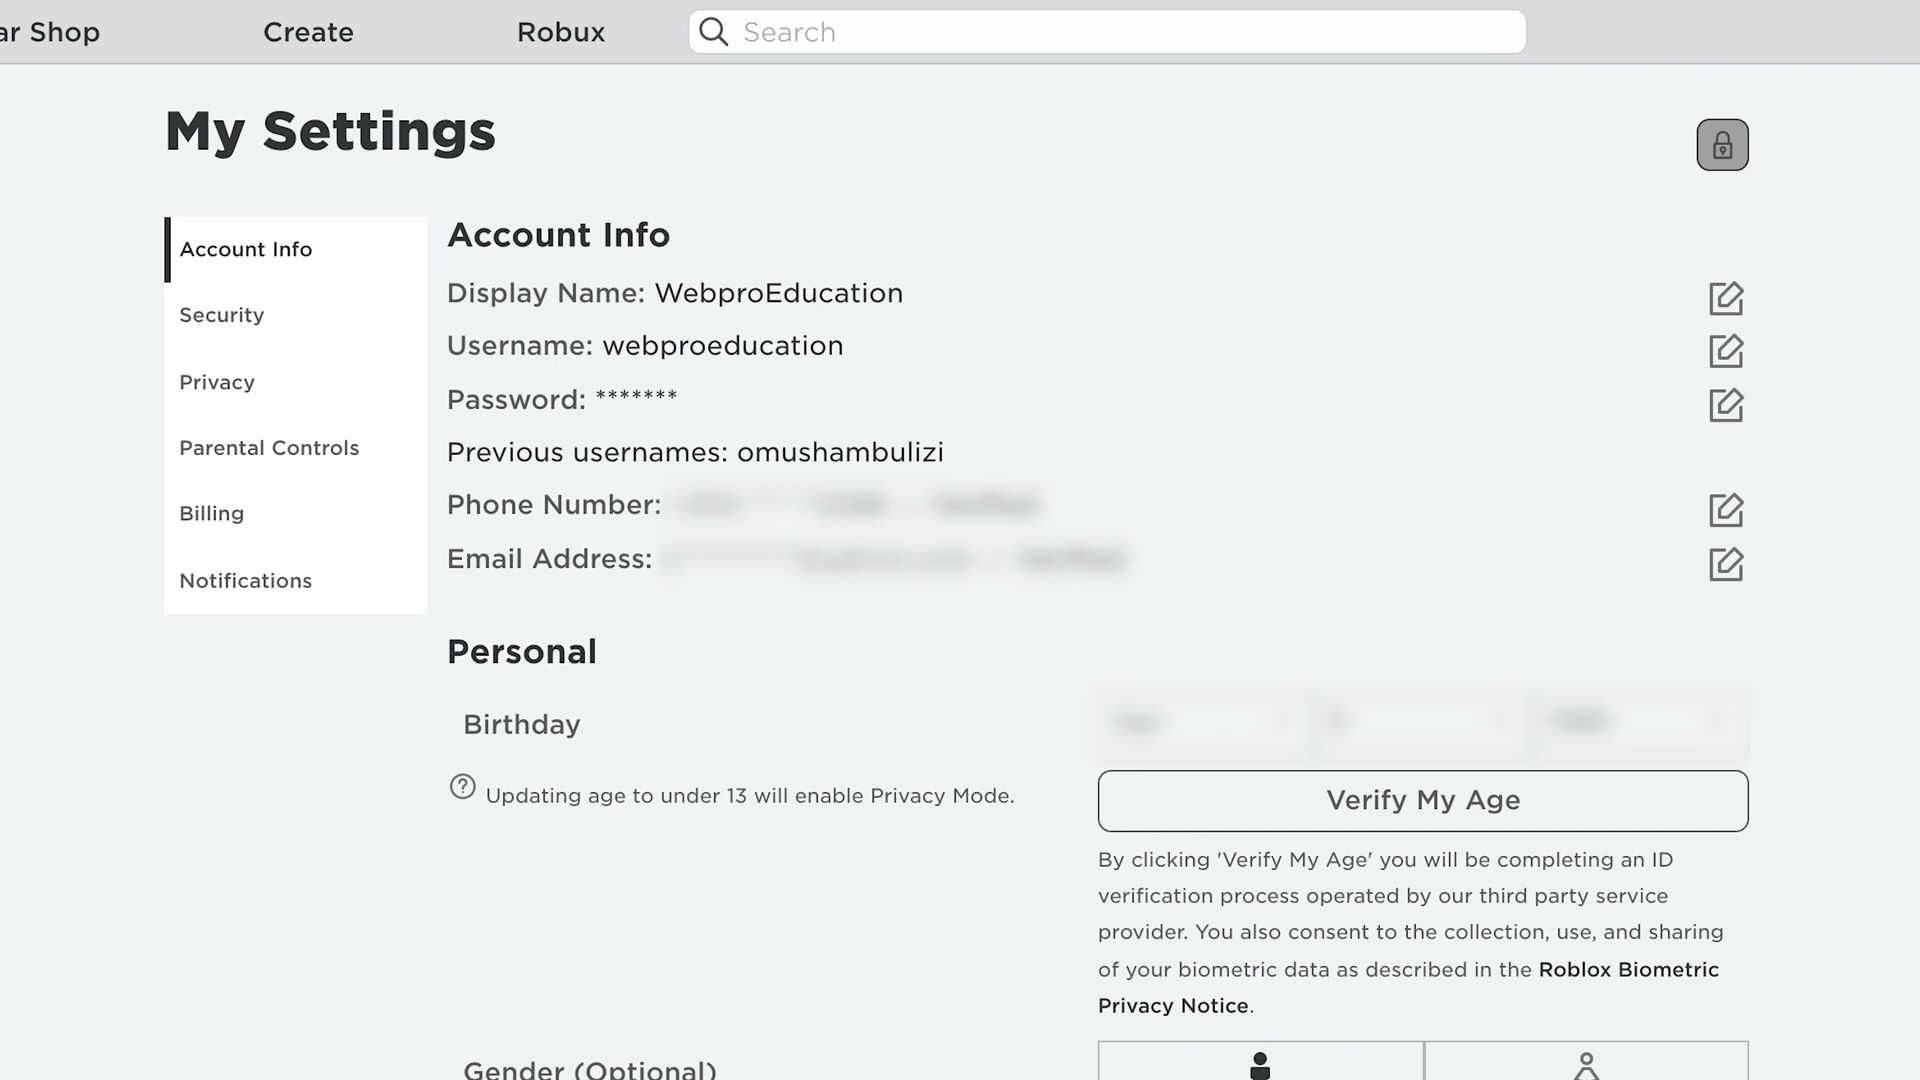 ar Shop
Create
Robux
Search
My Settings
Account Info
Security
Privacy
Parental Controls
Billing
Notifications
Account Info
Display Name: WebproEducation
Username: webproeducation
Password: *******
Previous usernames: omushambulizi
Phone Number:
Email Address:
Personal
Birthday
Updating age to under 13 will enable Privacy Mode.
Verify My Age
By clicking 'Verify My Age' you will be completing an ID
verification process operated by our third party service
provider. You also consent to the collection, use, and sharing
of your biometric data as described in the Roblox Biometric
Privacy Notice.
Gender (Optional)